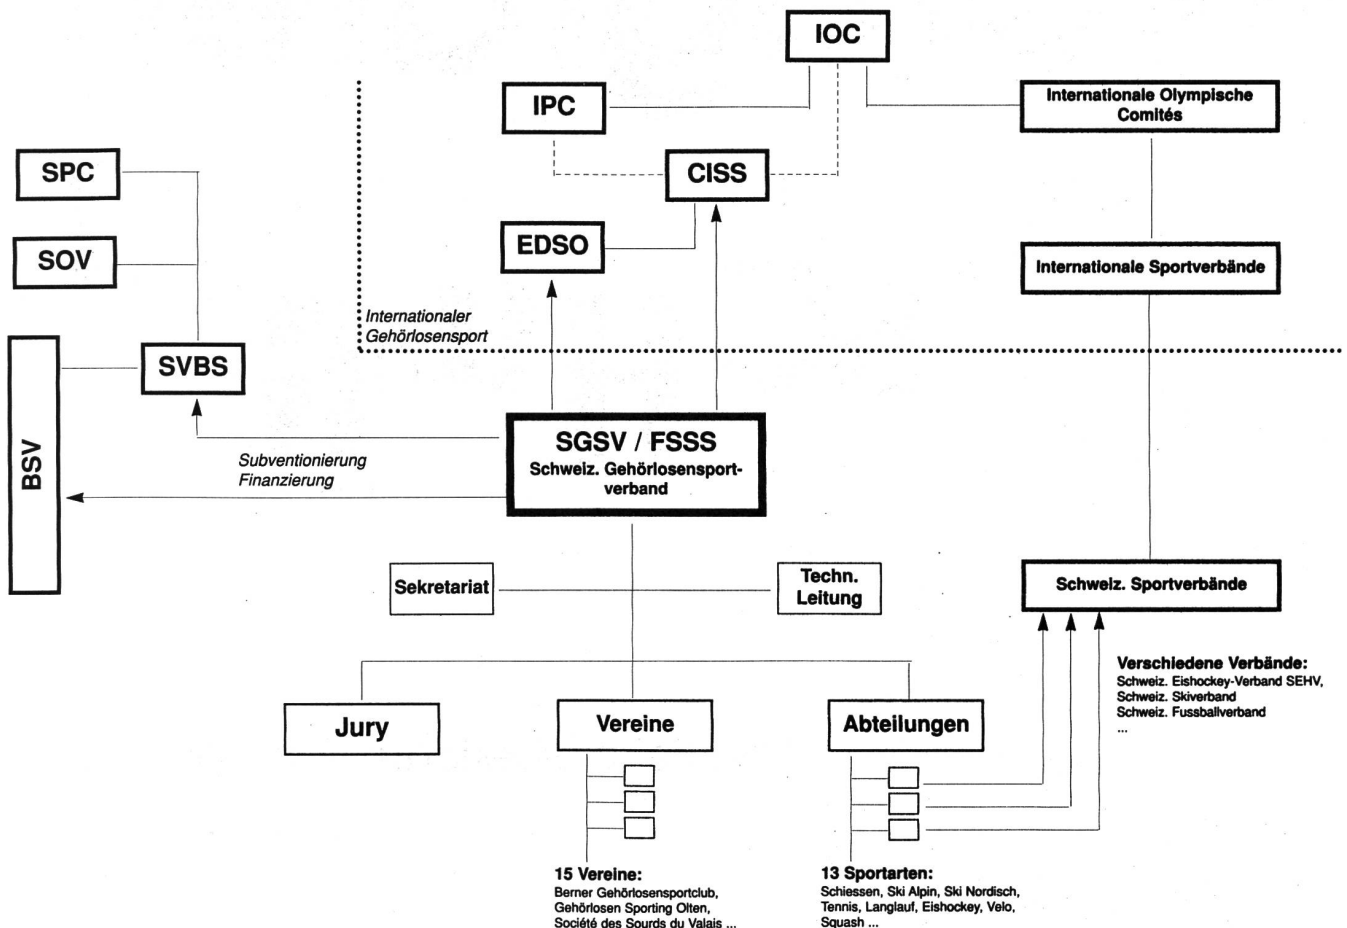 IOC
IPC
Internationale Olympische
Comités
SPC
CISS
SOV
EDSO
Internationale Sportverbände
Internationaler
Gehörlosensport
BSV
SVBS
SGSV / FSSS
Schweiz. Gehörlosensport-
verband
Subventionierung
Finanzierung
Sekretariat
Techn.
Leitung
Schweiz. Sportverbände
Verschiedene Verbände:
Schweiz. Eishockey-Verband SEHV,
Schweiz. Skiverband
Schweiz. Fussballverband
...
Jury
Vereine
Abteilungen
15 Vereine:
Berner Gehörlosensportclub,
Gehörlosen Sporting Olten,
Société des Sourds du Valais ...
13 Sportarten:
Schiessen, Ski Alpin, Ski Nordisch,
Tennis, Langlauf, Eishockey, Velo,
Squash ...